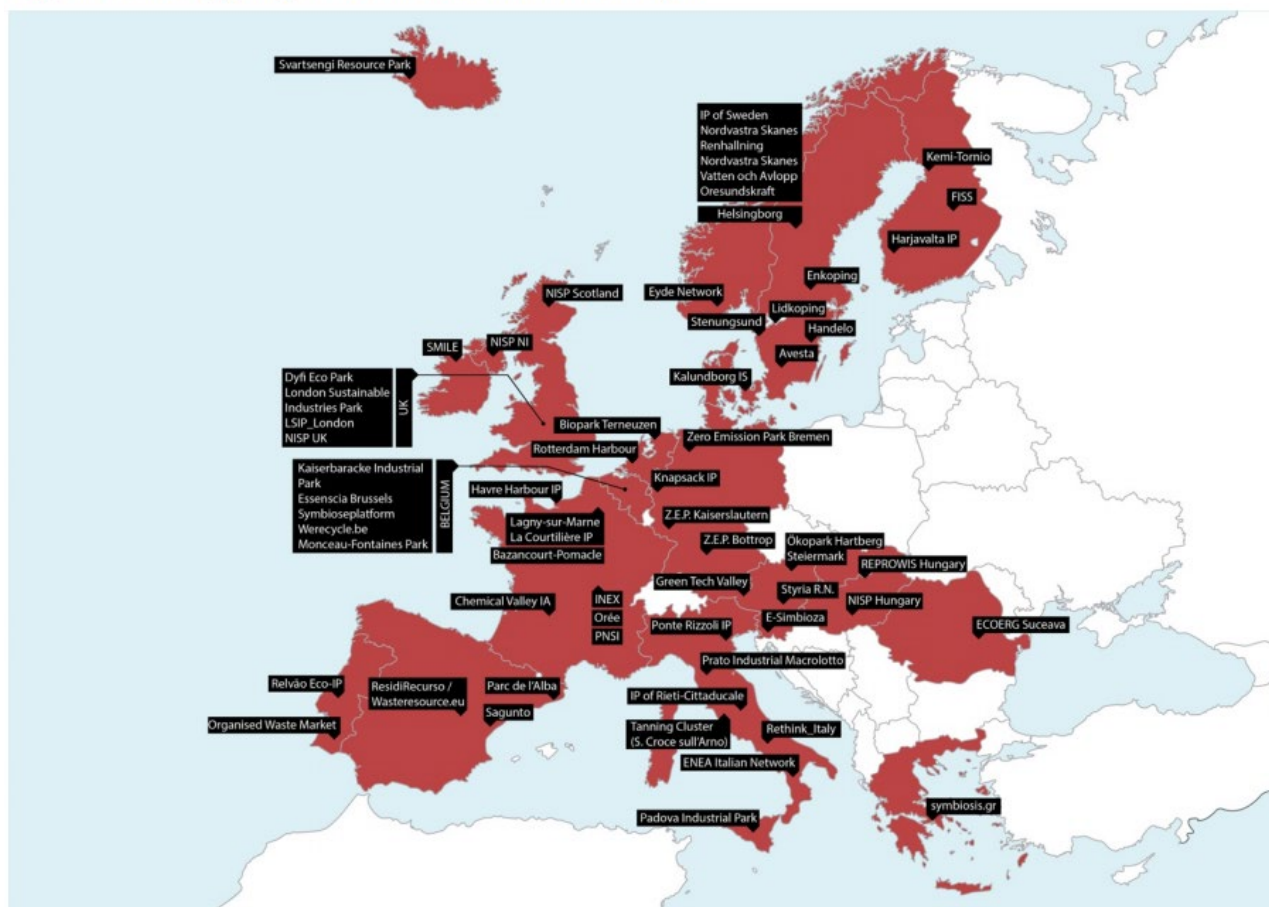 Svartsengi Resource Park
IP of Sweden
Nordvastra Skanes
Renhallning
Nordvastra Skanes
Vatten och Avlopp
Oresundskraft
Helsingborg
Kemi-Tornio
FISS
Harjavalta IP
Enkoping
Eyde Network
NISP Scotland
Lidkoping
Stenungsund
Handelo
NISP NI
SMILE
Avesta
Kalundborg IS
Dyfi Eco Park
London Sustainable
Industries Park
LSIP_London
NISP UK
UK
Biopark Terneuzen
Zero Emission Park Bremen
Rotterdam Harbour
Kaiserbaracke Industrial
Park
Essenscia Brussels
Symbioseplatform
Werecycle.be
Monceau-Fontaines Park
BELGIUM
Knapsack IP
Havre Harbour IP
Z.E.P. Kaiserslautern
Lagny-sur-Marne
La Courtilière IP
Bazancourt-Pomacle
Z.E.P. Bottrop
Ökopark Hartberg
Steiermark
REPROWIS Hungary
Green Tech Valley
Styria R.N.
NISP Hungary
INEX
Orée
PNSI
Chemical Valley IA
E-Simbioza
Ponte Rizzoli IP
ECOERG Suceava
Prato Industrial Macrolotto
Relvão Eco-IP
ResidiRecurso /
Wasteresource.eu
Parc de l'Alba
IP of Rieti-Cittaducale
Sagunto
Organised Waste Market
Tanning Cluster
(S. Croce sull'Arno)
Rethink_Italy
ENEA Italian Network
symbiosis.gr
Padova Industrial Park